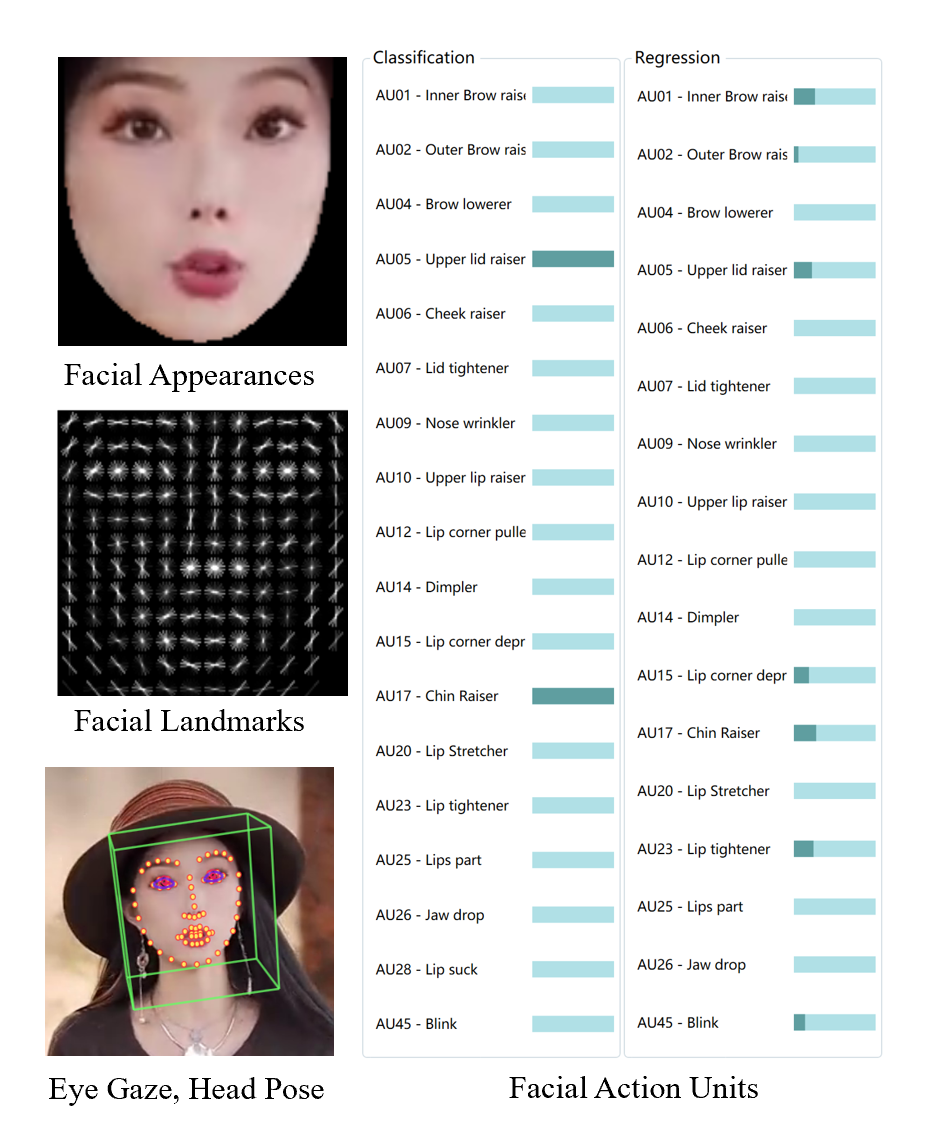 Facial Appearances
Facial Landmarks
Eye Gaze, Head Pose
Classification
AU01 - Inner Brow raise
AU02 - Outer Brow rais
AU04 - Brow lowerer
AU05 - Upper lid raiser
AU06 - Cheek raiser
AU07 - Lid tightener
AU09 - Nose wrinkler
AU10 - Upper lip raiser
AU12 - Lip corner pulle
AU14 - Dimpler
AU15 - Lip corner depr
AU17 - Chin Raiser
AU20 - Lip Stretcher
AU23 - Lip tightener
AU25 - Lips part
AU26 - Jaw drop
AU28 - Lip suck
AU45 - Blink
Regression
AU01 - Inner Brow raise
AU02 - Outer Brow rais
AU04 - Brow lowerer
AU05 - Upper lid raiser
AU06 - Cheek raiser
AU07 - Lid tightener
AU09 - Nose wrinkler
AU10 - Upper lip raiser
AU12 - Lip corner pulle
AU14 - Dimpler
AU15 - Lip corner depr
AU17 - Chin Raiser
AU20 - Lip Stretcher
AU23 - Lip tightener
AU25 - Lips part
AU26 - Jaw drop
AU45 - Blink
Facial Action Units